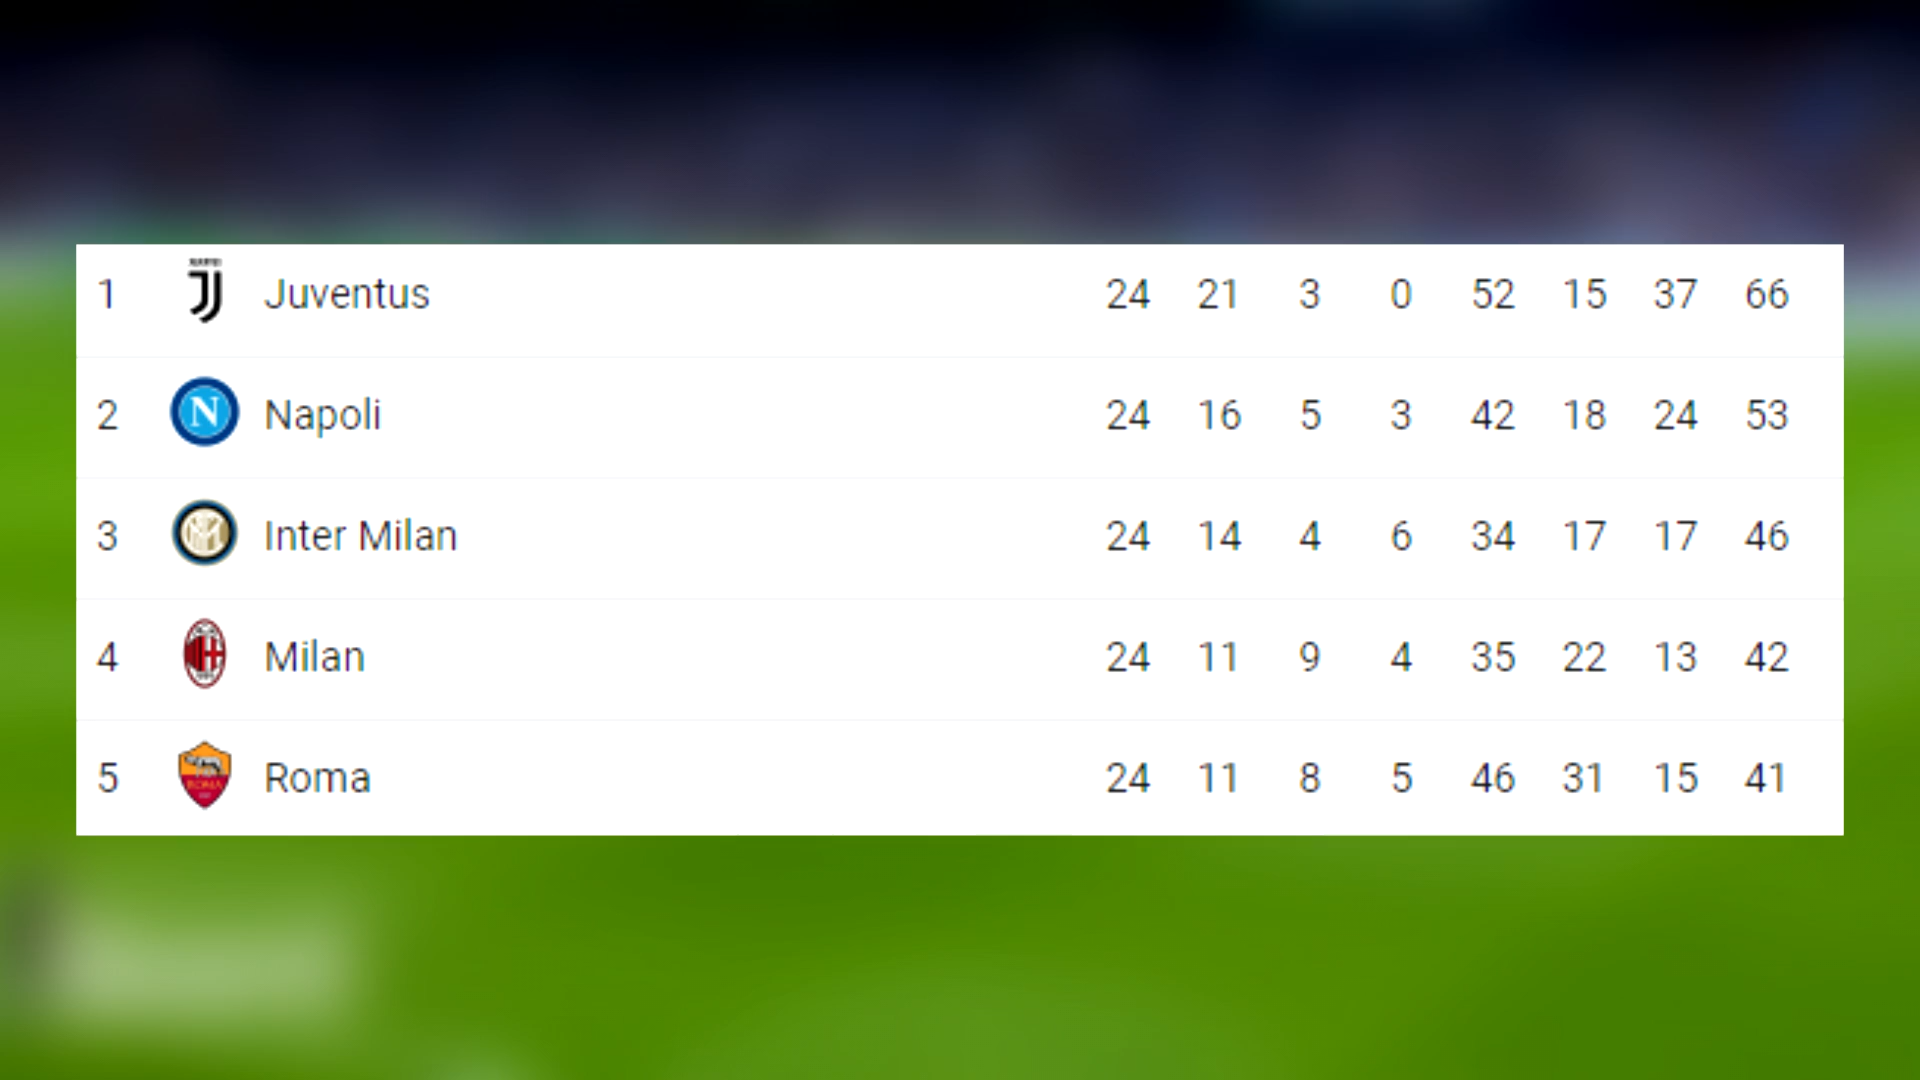 1 Juventus 24 21 3 0 52 15 37 66
2 N Napoli 24 16 5 3 42 18 24 53
3 Inter Milan 24 14 4 6 34 17 17 46
4 Milan 24 11 9 4 35 22 13 42
5 ROMA Roma 24 11 8 5 46 31 15 41